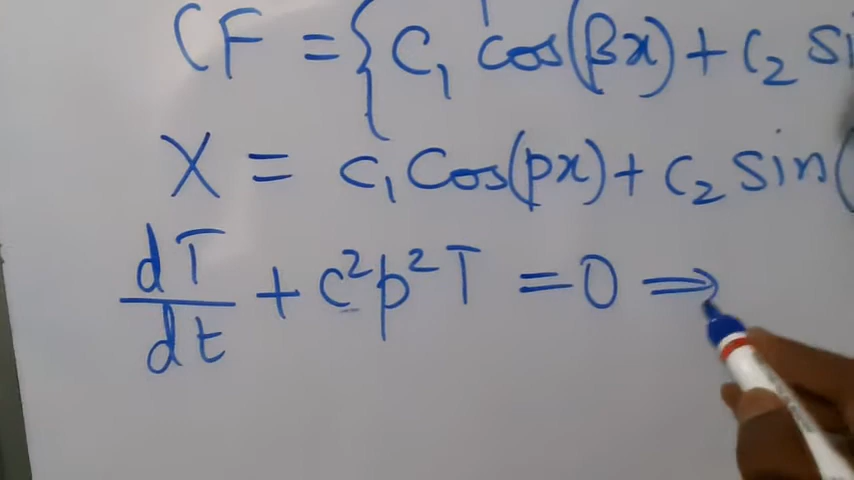 CF = { C₁ cos(βx) + C₂ Si
X = C₁ Cos(px) + C₂ Sin(
dT/dt + c²p²T = 0 ⇒